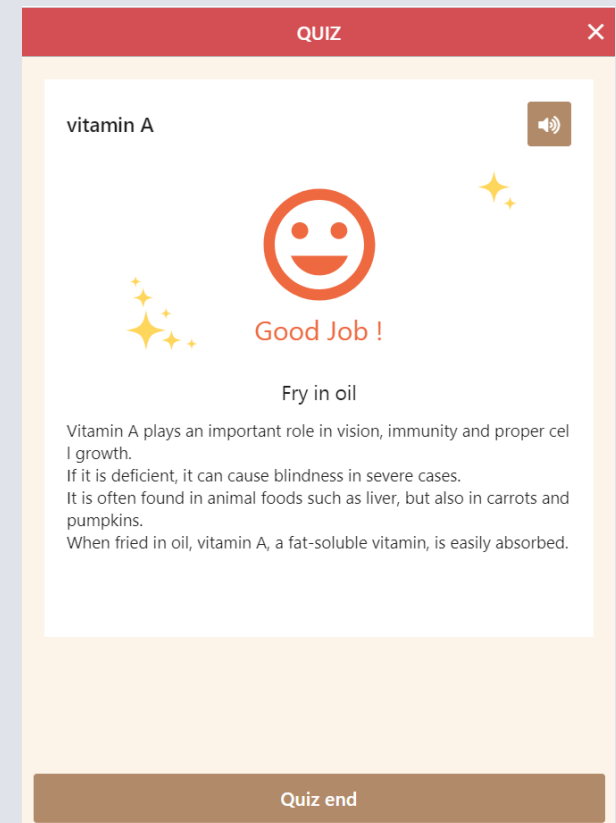 QUIZ
vitamin A
Good Job !
Fry in oil
Vitamin A plays an important role in vision, immunity and proper cel
l growth.
If it is deficient, it can cause blindness in severe cases.
It is often found in animal foods such as liver, but also in carrots and
pumpkins.
When fried in oil, vitamin A, a fat-soluble vitamin, is easily absorbed.
Quiz end